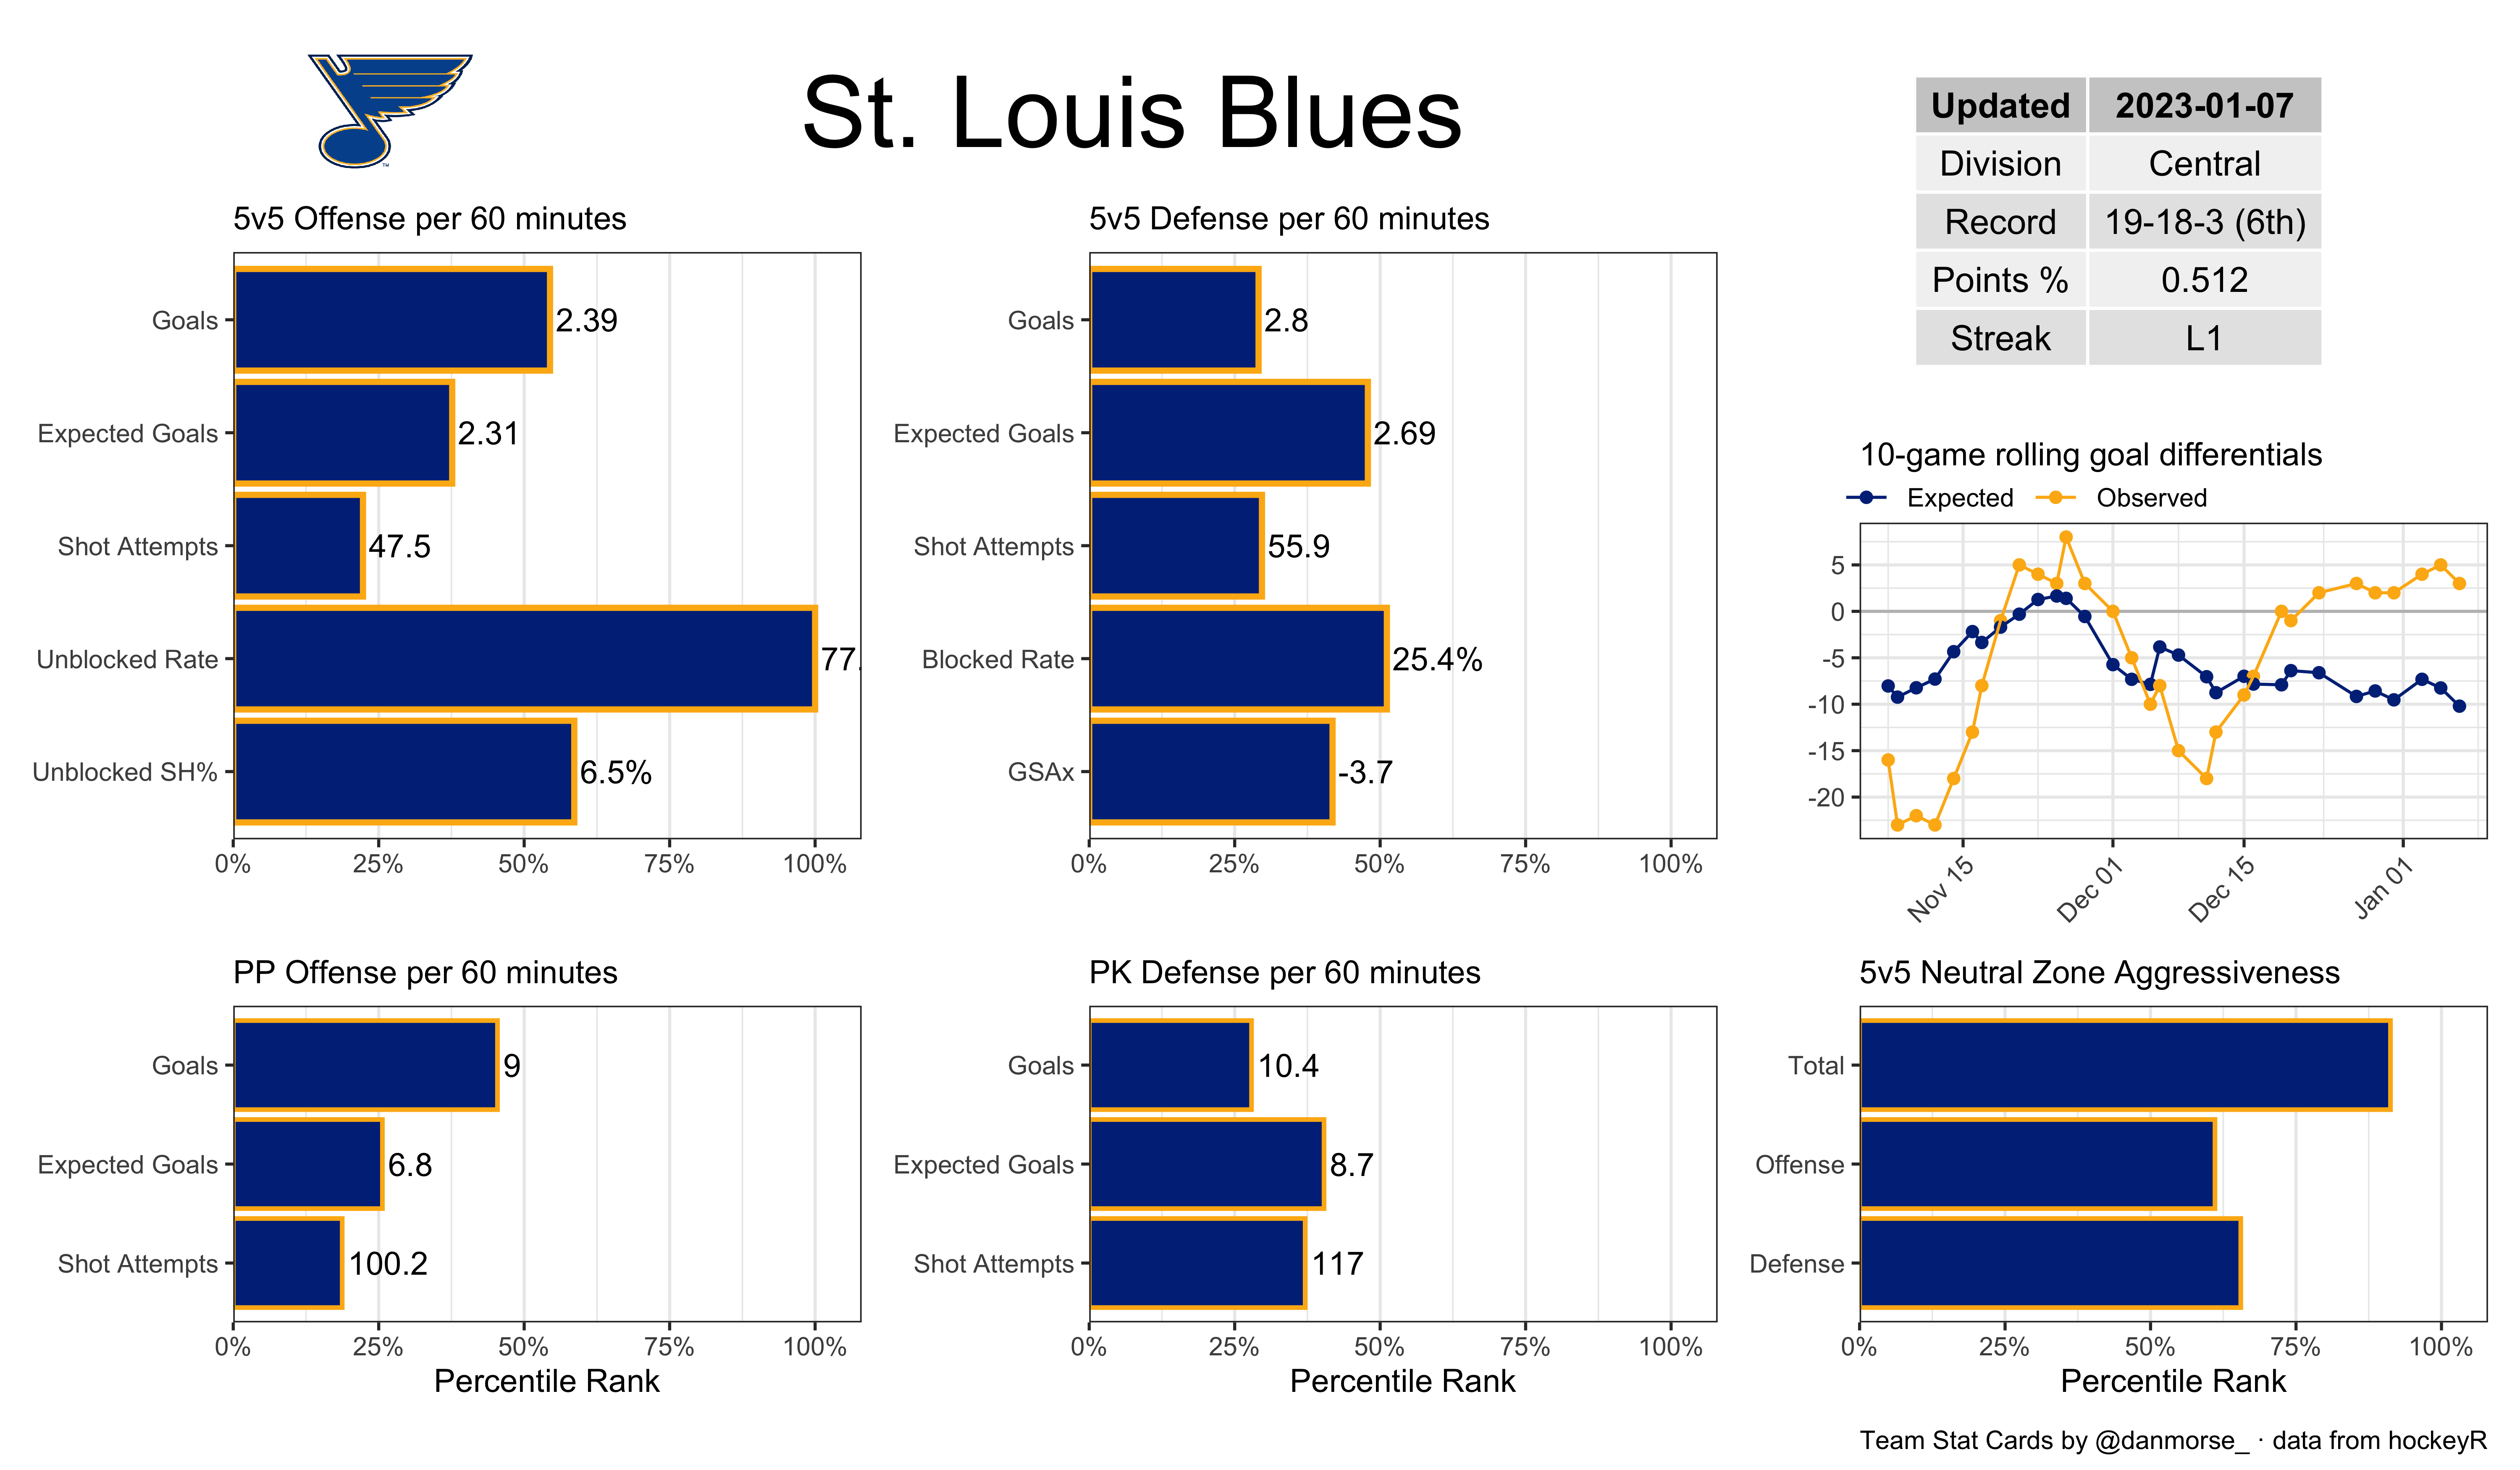 St. Louis Blues
Updated 2023-01-07
Division Central
Record 19-18-3 (6th)
Points % 0.512
Streak L1
5v5 Offense per 60 minutes
Goals 2.39
Expected Goals 2.31
Shot Attempts 47.5
Unblocked Rate 77.
Unblocked SH% 6.5%
0% 25% 50% 75% 100%
5v5 Defense per 60 minutes
Goals 2.8
Expected Goals 2.69
Shot Attempts 55.9
Blocked Rate 25.4%
GSAx -3.7
0% 25% 50% 75% 100%
10-game rolling goal differentials
Expected Observed
5
0
-5
-10
-15
-20
Nov 15 Dec 01 Dec 15 Jan 01
PP Offense per 60 minutes
Goals 9
Expected Goals 6.8
Shot Attempts 100.2
0% 25% 50% 75% 100%
Percentile Rank
PK Defense per 60 minutes
Goals 10.4
Expected Goals 8.7
Shot Attempts 117
0% 25% 50% 75% 100%
Percentile Rank
5v5 Neutral Zone Aggressiveness
Total
Offense
Defense
0% 25% 50% 75% 100%
Percentile Rank
Team Stat Cards by @danmorse_ · data from hockeyR